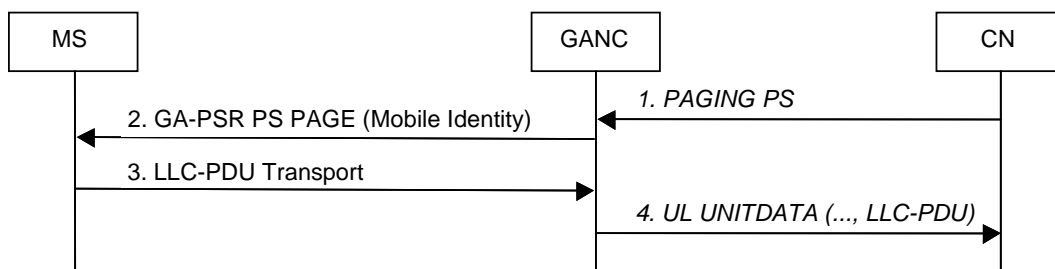 MS
GANC
CN
1. PAGING PS
2. GA-PSR PS PAGE (Mobile Identity)
3. LLC-PDU Transport
4. UL UNITDATA (..., LLC-PDU)